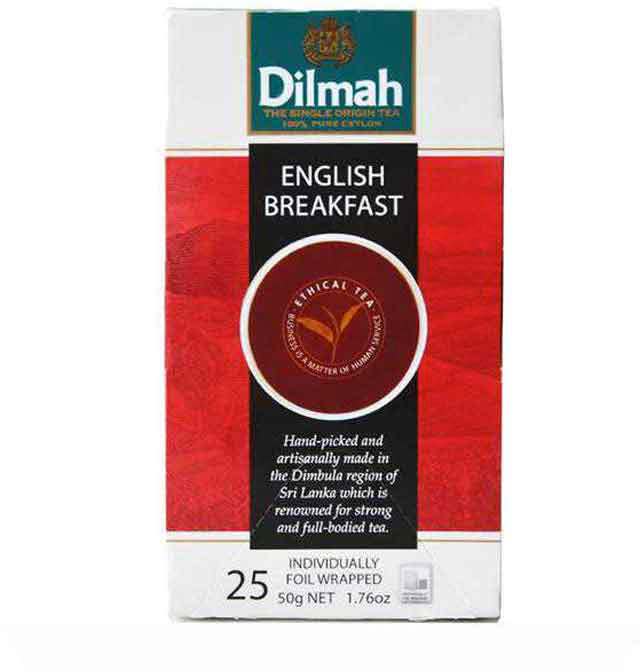 Dilmah
THE SINGLE ORIGIN TEA
100% PURE CEYLON
ENGLISH
BREAKFAST
ETHICAL TEA
BUSINESS IS A MATTER OF HUMAN SERVICE
Hand-picked and
artisanally made in
the Dimbula region of
Sri Lanka which is
renowned for strong
and full-bodied tea.
25
INDIVIDUALLY
FOIL WRAPPED
50g NET 1.76oz